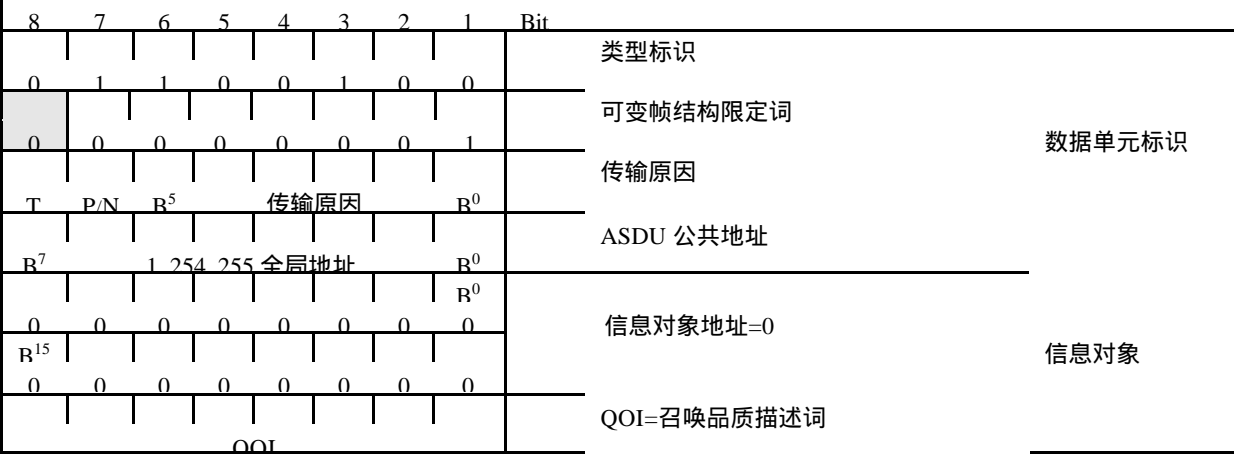 8 7 6 5 4 3 2 1 Bit
类型标识
0 1 1 0 0 1 0 0
可变帧结构限定词
0 0 0 0 0 0 0 1
数据单元标识
传输原因
T P/N B⁵ 传输原因 B⁰
ASDU 公共地址
B⁷ 1 254 255 全局地址 B⁰
B⁰
0 0 0 0 0 0 0 0
信息对象地址=0
B¹⁵
信息对象
0 0 0 0 0 0 0 0
QOI=召唤品质描述词
QOI